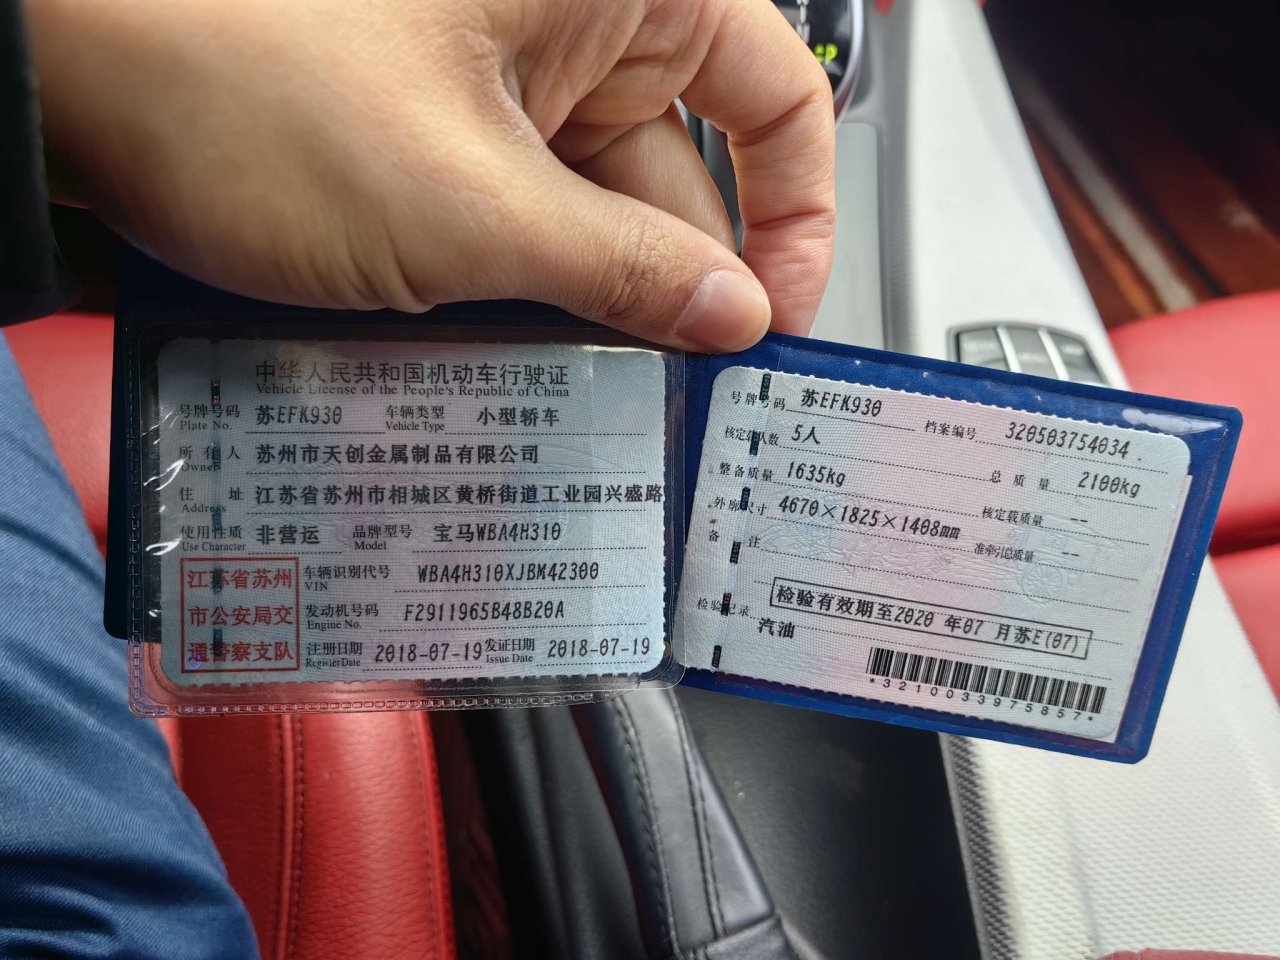 中华人民共和国机动车行驶证
Vehicle License of the People's Republic of China
号牌号码 苏EFK930 车辆类型 小型轿车
Plate No. Vehicle Type
所有人 苏州市天创金属制品有限公司
Owner
住址 江苏省苏州市相城区黄桥街道工业园兴盛路
Address
使用性质 非营运 品牌型号 宝马WBA4H310
Use Character Model
江苏省苏州
市公安局交
通警察支队
车辆识别代号 WBA4H310XJBM42300
VIN
发动机号码 F2911965B48B20A
Engine No.
注册日期 2018-07-19 发证日期 2018-07-19
Register Date Issue Date
号牌号码 苏EFK930 档案编号 320503754034
核定载人数 5人 总质量 2100kg
整备质量 1635kg 核定载质量 --
外廓尺寸 4670×1825×1408mm 准牵引总质量 --
备注
检验有效期至2020 年07 月苏E(07)
检验记录
汽油
*3210033975857*